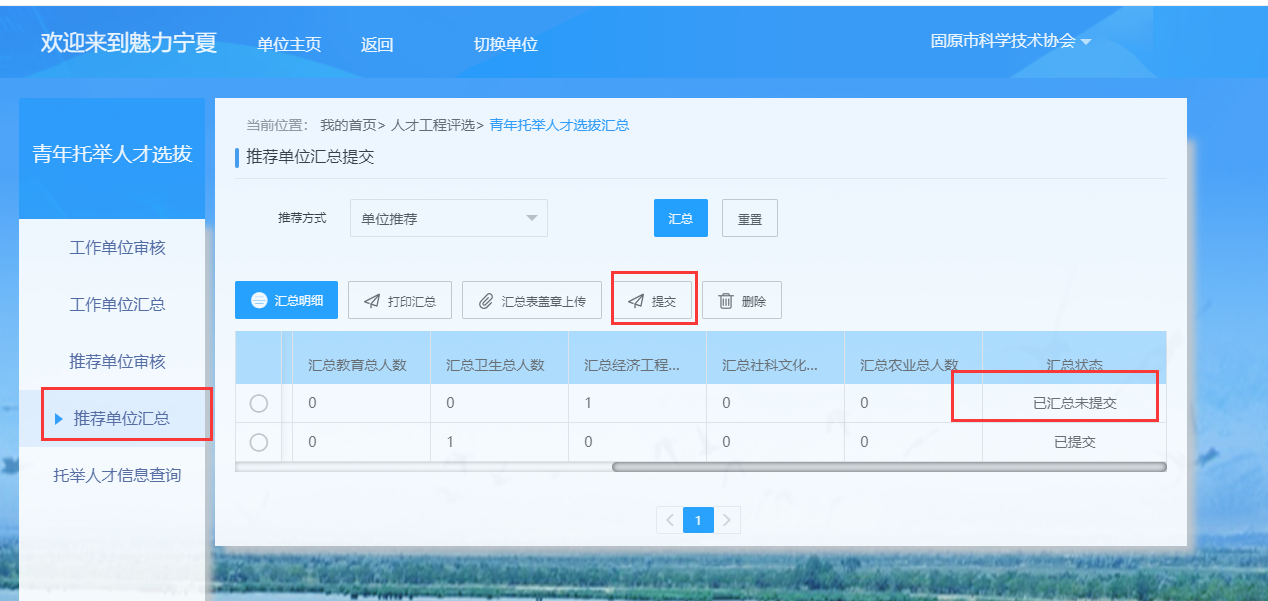 欢迎来到魅力宁夏 单位主页 返回 切换单位 固原市科学技术协会
青年托举人才选拔
工作单位审核
工作单位汇总
推荐单位审核
推荐单位汇总
托举人才信息查询
当前位置: 我的首页> 人才工程评选> 青年托举人才选拔汇总
推荐单位汇总提交
推荐方式 单位推荐 汇总 重置
汇总明细 打印汇总 汇总表盖章上传 提交 删除
汇总教育总人数 汇总卫生总人数 汇总经济工程... 汇总社科文化... 汇总农业总人数 汇总状态
0 0 1 0 0 已汇总未提交
0 1 0 0 0 已提交
1